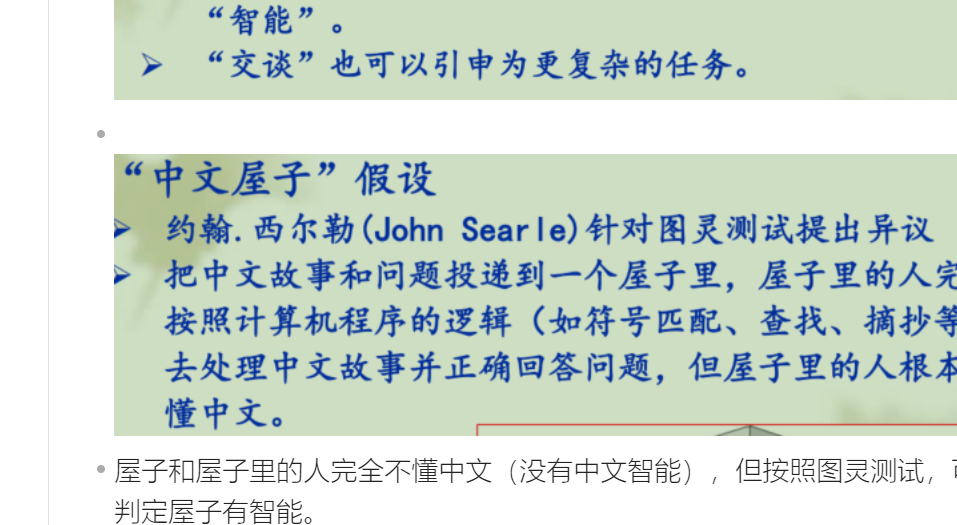 “智能”。
“交谈”也可以引申为更复杂的任务。
“中文屋子”假设
约翰.西尔勒(John Searle)针对图灵测试提出异议
把中文故事和问题投递到一个屋子里，屋子里的人完
按照计算机程序的逻辑（如符号匹配、查找、摘抄等
去处理中文故事并正确回答问题，但屋子里的人根本
懂中文。
屋子和屋子里的人完全不懂中文（没有中文智能），但按照图灵测试，可
判定屋子有智能。